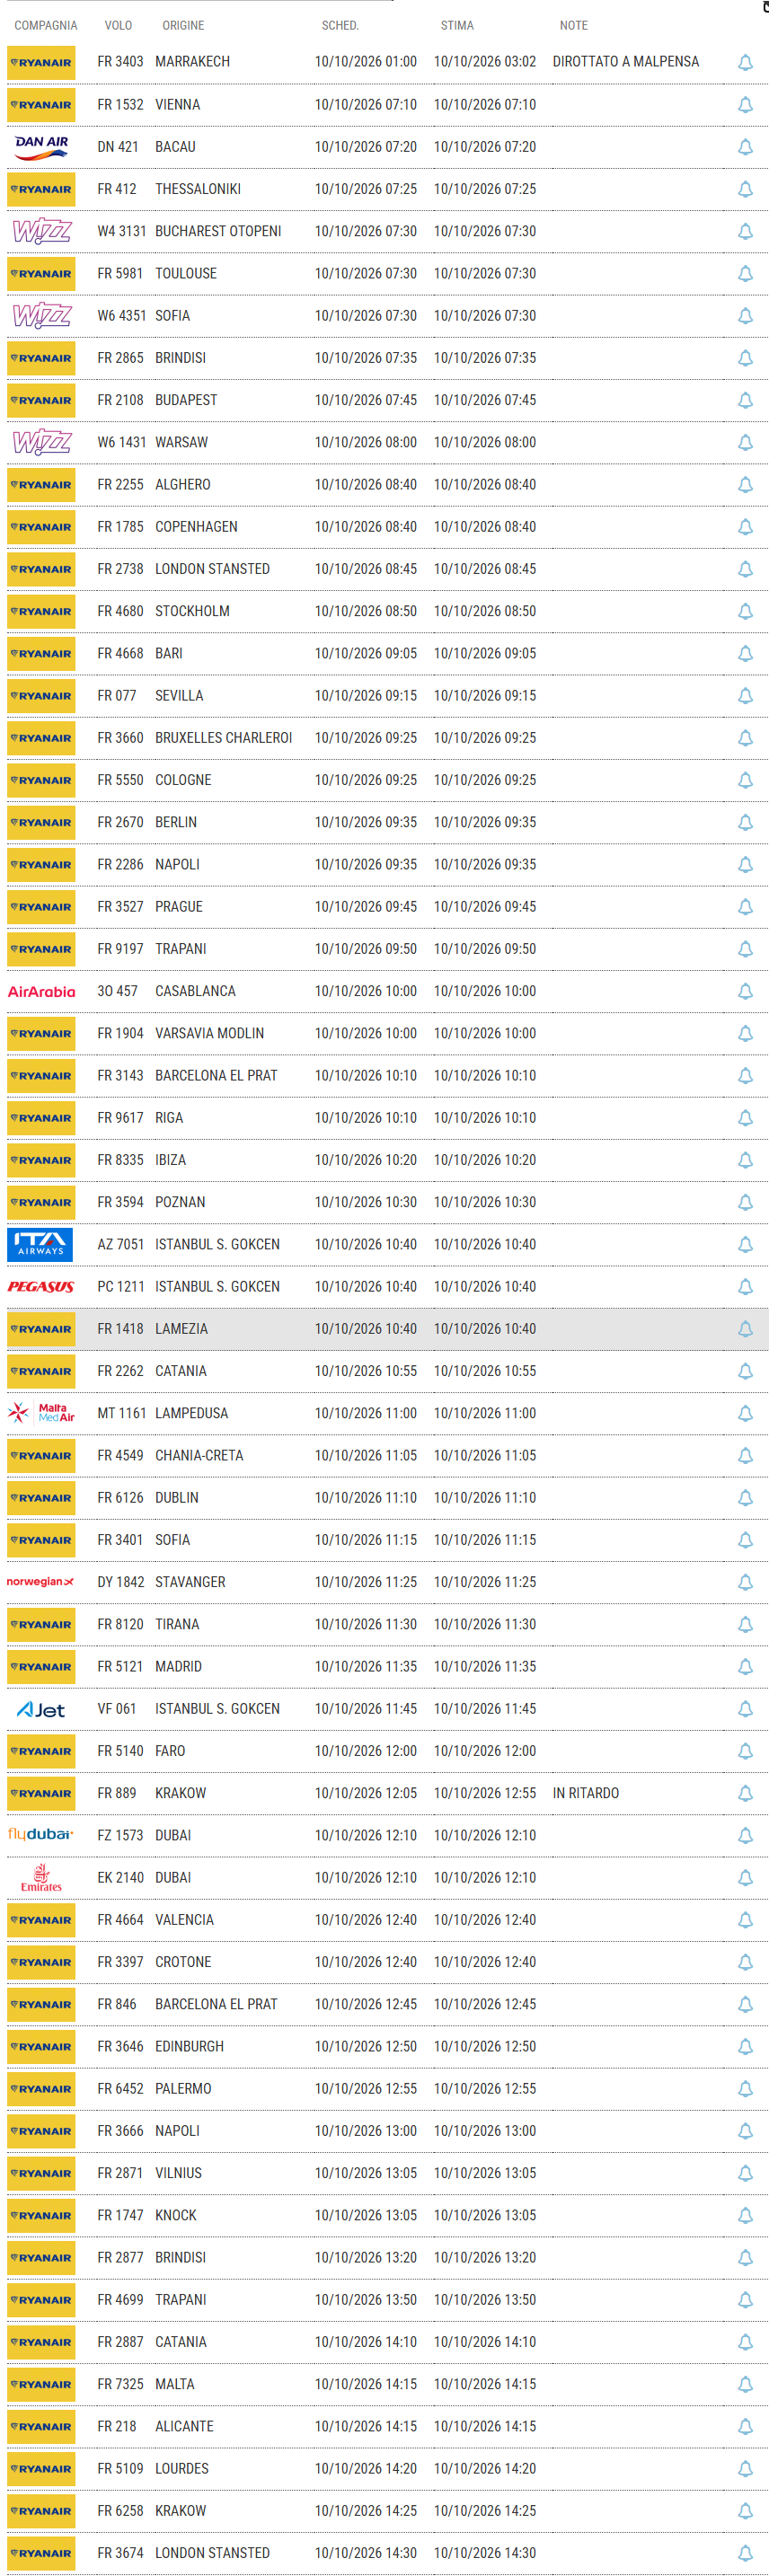 COMPAGNIA VOLO ORIGINE SCHED. STIMA NOTE
RYANAIR FR 3403 MARRAKECH 10/10/2026 01:00 10/10/2026 03:02 DIROTTATO A MALPENSA
RYANAIR FR 1532 VIENNA 10/10/2026 07:10 10/10/2026 07:10
DAN AIR DN 421 BACAU 10/10/2026 07:20 10/10/2026 07:20
RYANAIR FR 412 THESSALONIKI 10/10/2026 07:25 10/10/2026 07:25
WIZZ W4 3131 BUCHAREST OTOPENI 10/10/2026 07:30 10/10/2026 07:30
RYANAIR FR 5981 TOULOUSE 10/10/2026 07:30 10/10/2026 07:30
WIZZ W6 4351 SOFIA 10/10/2026 07:30 10/10/2026 07:30
RYANAIR FR 2865 BRINDISI 10/10/2026 07:35 10/10/2026 07:35
RYANAIR FR 2108 BUDAPEST 10/10/2026 07:45 10/10/2026 07:45
WIZZ W6 1431 WARSAW 10/10/2026 08:00 10/10/2026 08:00
RYANAIR FR 2255 ALGHERO 10/10/2026 08:40 10/10/2026 08:40
RYANAIR FR 1785 COPENHAGEN 10/10/2026 08:40 10/10/2026 08:40
RYANAIR FR 2738 LONDON STANSTED 10/10/2026 08:45 10/10/2026 08:45
RYANAIR FR 4680 STOCKHOLM 10/10/2026 08:50 10/10/2026 08:50
RYANAIR FR 4668 BARI 10/10/2026 09:05 10/10/2026 09:05
RYANAIR FR 077 SEVILLA 10/10/2026 09:15 10/10/2026 09:15
RYANAIR FR 3660 BRUXELLES CHARLEROI 10/10/2026 09:25 10/10/2026 09:25
RYANAIR FR 5550 COLOGNE 10/10/2026 09:25 10/10/2026 09:25
RYANAIR FR 2670 BERLIN 10/10/2026 09:35 10/10/2026 09:35
RYANAIR FR 2286 NAPOLI 10/10/2026 09:35 10/10/2026 09:35
RYANAIR FR 3527 PRAGUE 10/10/2026 09:45 10/10/2026 09:45
RYANAIR FR 9197 TRAPANI 10/10/2026 09:50 10/10/2026 09:50
AirArabia 3O 457 CASABLANCA 10/10/2026 10:00 10/10/2026 10:00
RYANAIR FR 1904 VARSAVIA MODLIN 10/10/2026 10:00 10/10/2026 10:00
RYANAIR FR 3143 BARCELONA EL PRAT 10/10/2026 10:10 10/10/2026 10:10
RYANAIR FR 9617 RIGA 10/10/2026 10:10 10/10/2026 10:10
RYANAIR FR 8335 IBIZA 10/10/2026 10:20 10/10/2026 10:20
RYANAIR FR 3594 POZNAN 10/10/2026 10:30 10/10/2026 10:30
ITA AIRWAYS AZ 7051 ISTANBUL S. GOKCEN 10/10/2026 10:40 10/10/2026 10:40
PEGASUS PC 1211 ISTANBUL S. GOKCEN 10/10/2026 10:40 10/10/2026 10:40
RYANAIR FR 1418 LAMEZIA 10/10/2026 10:40 10/10/2026 10:40
RYANAIR FR 2262 CATANIA 10/10/2026 10:55 10/10/2026 10:55
Malta MedAir MT 1161 LAMPEDUSA 10/10/2026 11:00 10/10/2026 11:00
RYANAIR FR 4549 CHANIA-CRETA 10/10/2026 11:05 10/10/2026 11:05
RYANAIR FR 6126 DUBLIN 10/10/2026 11:10 10/10/2026 11:10
RYANAIR FR 3401 SOFIA 10/10/2026 11:15 10/10/2026 11:15
norwegian DY 1842 STAVANGER 10/10/2026 11:25 10/10/2026 11:25
RYANAIR FR 8120 TIRANA 10/10/2026 11:30 10/10/2026 11:30
RYANAIR FR 5121 MADRID 10/10/2026 11:35 10/10/2026 11:35
AJet VF 061 ISTANBUL S. GOKCEN 10/10/2026 11:45 10/10/2026 11:45
RYANAIR FR 5140 FARO 10/10/2026 12:00 10/10/2026 12:00
RYANAIR FR 889 KRAKOW 10/10/2026 12:05 10/10/2026 12:55 IN RITARDO
flydubai FZ 1573 DUBAI 10/10/2026 12:10 10/10/2026 12:10
Emirates EK 2140 DUBAI 10/10/2026 12:10 10/10/2026 12:10
RYANAIR FR 4664 VALENCIA 10/10/2026 12:40 10/10/2026 12:40
RYANAIR FR 3397 CROTONE 10/10/2026 12:40 10/10/2026 12:40
RYANAIR FR 846 BARCELONA EL PRAT 10/10/2026 12:45 10/10/2026 12:45
RYANAIR FR 3646 EDINBURGH 10/10/2026 12:50 10/10/2026 12:50
RYANAIR FR 6452 PALERMO 10/10/2026 12:55 10/10/2026 12:55
RYANAIR FR 3666 NAPOLI 10/10/2026 13:00 10/10/2026 13:00
RYANAIR FR 2871 VILNIUS 10/10/2026 13:05 10/10/2026 13:05
RYANAIR FR 1747 KNOCK 10/10/2026 13:05 10/10/2026 13:05
RYANAIR FR 2877 BRINDISI 10/10/2026 13:20 10/10/2026 13:20
RYANAIR FR 4699 TRAPANI 10/10/2026 13:50 10/10/2026 13:50
RYANAIR FR 2887 CATANIA 10/10/2026 14:10 10/10/2026 14:10
RYANAIR FR 7325 MALTA 10/10/2026 14:15 10/10/2026 14:15
RYANAIR FR 218 ALICANTE 10/10/2026 14:15 10/10/2026 14:15
RYANAIR FR 5109 LOURDES 10/10/2026 14:20 10/10/2026 14:20
RYANAIR FR 6258 KRAKOW 10/10/2026 14:25 10/10/2026 14:25
RYANAIR FR 3674 LONDON STANSTED 10/10/2026 14:30 10/10/2026 14:30